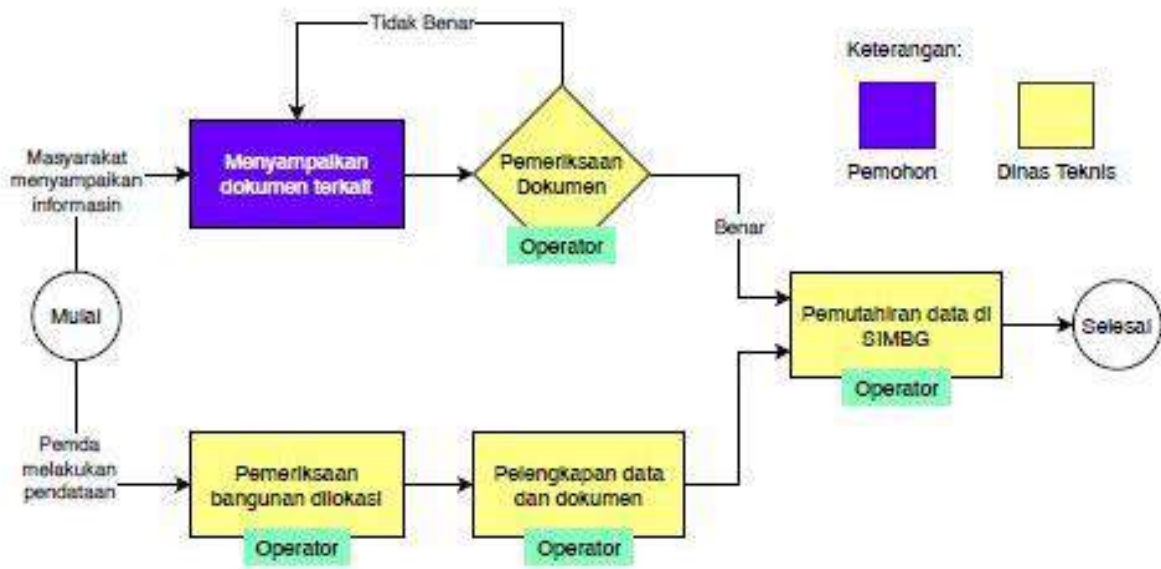 Tidak Benar
Keterangan:
Pemohon
Dinas Teknis
Masyarakat
menyampaikan
informasin
Menyampaikan
dokumen terkait
Pemeriksaan
Dokumen
Operator
Benar
Mulai
Pemutahiran data di
SIMBG
Operator
Selesai
Pemda
melakukan
pendataan
Pemeriksaan
bangunan dilokasi
Operator
Pelengkapan data
dan dokumen
Operator